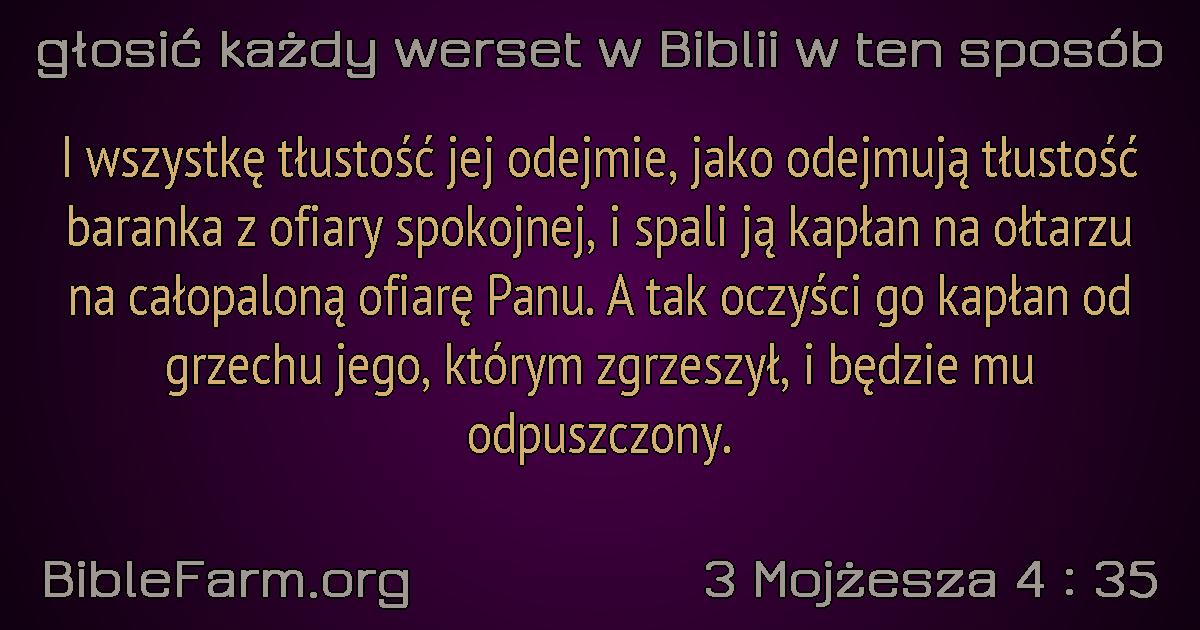 głosić każdy werset w Biblii w ten sposób
I wszystkę tłustość jej odejmie, jako odejmują tłustość
baranka z ofiary spokojnej, i spali ją kapłan na ołtarzu
na całopaloną ofiarę Panu. A tak oczyści go kapłan od
grzechu jego, którym zgrzeszył, i będzie mu
odpuszczony.
BibleFarm.org
3 Mojżesza 4 : 35